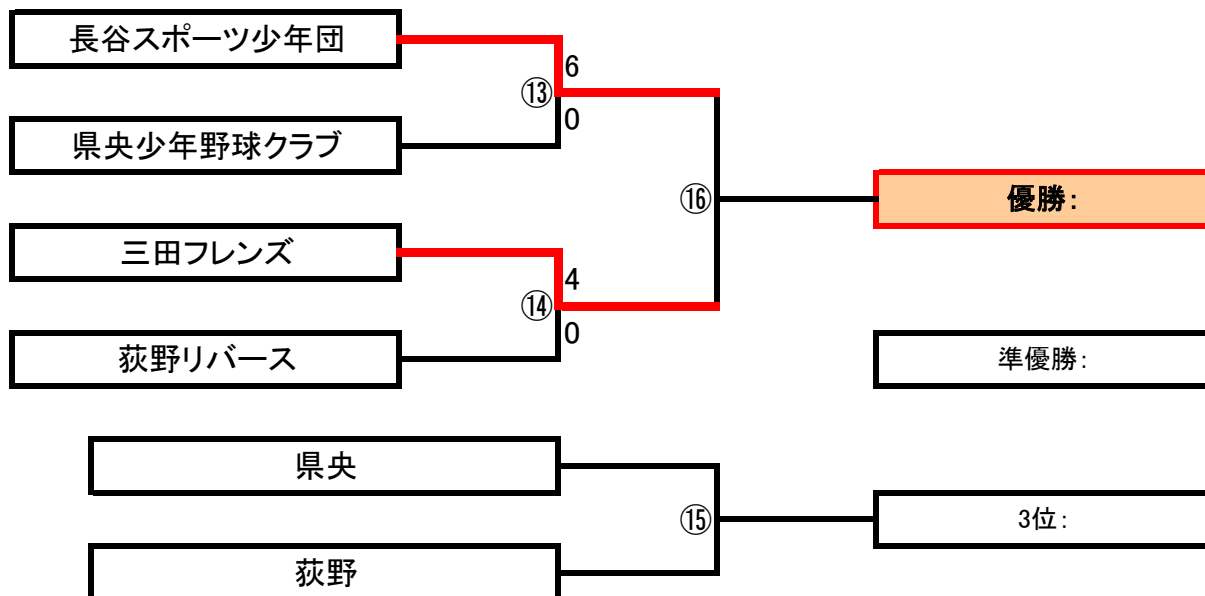 長谷スポーツ少年団
6
⑬
0
県央少年野球クラブ
⑯
優勝：
三田フレンズ
4
⑭
0
荻野リバース
準優勝：
県央
⑮
3位：
荻野